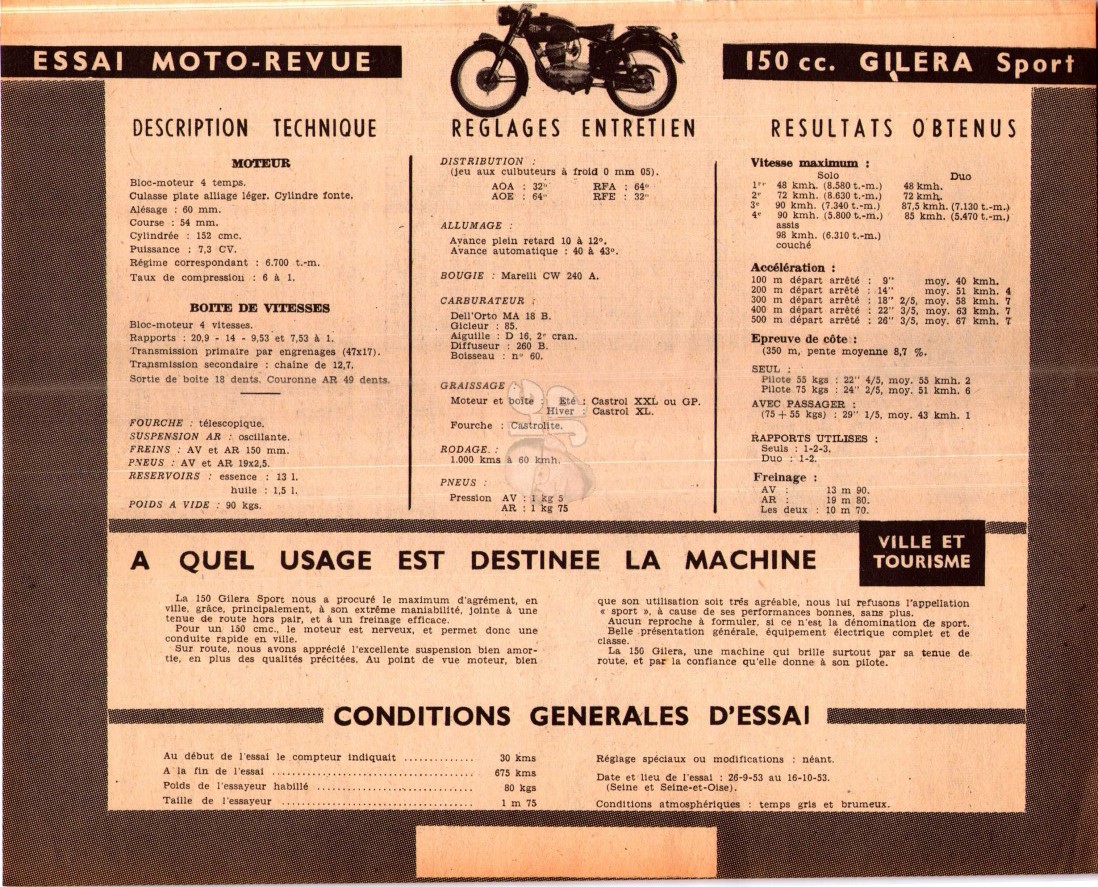 ESSAI MOTO-REVUE
150 cc. GILERA Sport
DESCRIPTION TECHNIQUE
MOTEUR
Bloc-moteur 4 temps.
Culasse plate alliage léger. Cylindre fonte.
Alésage : 60 mm.
Course : 54 mm.
Cylindrée : 152 cmc.
Puissance : 7,3 CV.
Régime correspondant : 6.700 t.-m.
Taux de compression : 6 à 1.
BOITE DE VITESSES
Bloc-moteur 4 vitesses.
Rapports : 20,9 - 14 - 9,53 et 7,53 à 1.
Transmission primaire par engrenages (47x17).
Transmission secondaire : chaine de 12,7.
Sortie de boite 18 dents. Couronne AR 49 dents.
FOURCHE : télescopique.
SUSPENSION AR : oscillante.
FREINS : AV et AR 150 mm.
PNEUS : AV et AR 19x2,5.
RESERVOIRS : essence : 13 l.
huile : 1,5 l.
POIDS A VIDE : 90 kgs.
REGLAGES ENTRETIEN
DISTRIBUTION :
(jeu aux culbuteurs à froid 0 mm 05).
AOA : 32° RFA : 64°
AOE : 64° RFE : 32°
ALLUMAGE :
Avance plein retard 10 à 12°.
Avance automatique : 40 à 43°.
BOUGIE : Marelli CW 240 A.
CARBURATEUR :
Dell'Orto MA 18 B.
Gicleur : 85.
Aiguille : D 16, 2e cran.
Diffuseur : 260 B.
Boisseau : n° 60.
GRAISSAGE :
Moteur et boîte : Eté : Castrol XXL ou GP.
Hiver : Castrol XL.
Fourche : Castrolite.
RODAGE :
1.000 kms à 60 kmh.
PNEUS :
Pression AV : 1 kg 5
AR : 1 kg 75
RESULTATS OBTENUS
Vitesse maximum :
Solo Duo
1re 48 kmh. (8.580 t.-m.) 48 kmh.
2e 72 kmh. (8.630 t.-m.) 72 kmh.
3e 90 kmh. (7.340 t.-m.) 87,5 kmh. (7.130 t.-m.)
4e 90 kmh. (5.800 t.-m.) 85 kmh. (5.470 t.-m.)
assis
98 kmh. (6.310 t.-m.)
couché
Accélération :
100 m départ arrêté : 9" moy. 40 kmh.
200 m départ arrêté : 14" moy. 51 kmh. 4
300 m départ arrêté : 18" 2/5, moy. 58 kmh. 7
400 m départ arrêté : 22" 3/5, moy. 63 kmh. 7
500 m départ arrêté : 26" 3/5, moy. 67 kmh. 7
Epreuve de côte :
(350 m, pente moyenne 8,7 %.
SEUL :
Pilote 55 kgs : 22" 4/5, moy. 55 kmh. 2
Pilote 75 kgs : 24" 2/5, moy. 51 kmh. 6
AVEC PASSAGER :
(75 + 55 kgs) : 29" 1/5, moy. 43 kmh. 1
RAPPORTS UTILISES :
Seuls : 1-2-3.
Duo : 1-2.
Freinage :
AV : 13 m 90.
AR : 19 m 80.
Les deux : 10 m 70.
A QUEL USAGE EST DESTINEE LA MACHINE
VILLE ET
TOURISME
La 150 Gilera Sport nous a procuré le maximum d'agrément, en
ville, grâce, principalement, à son extrême maniabilité, jointe à une
tenue de route hors pair, et à un freinage efficace.
Pour un 150 cmc., le moteur est nerveux, et permet donc une
conduite rapide en ville.
Sur route, nous avons apprécié l'excellente suspension bien amor-
tie, en plus des qualités précitées. Au point de vue moteur, bien
que son utilisation soit très agréable, nous lui refusons l'appellation
« sport », à cause de ses performances bonnes, sans plus.
Aucun reproche à formuler, si ce n'est la dénomination de sport.
Belle présentation générale, équipement électrique complet et de
classe.
La 150 Gilera, une machine qui brille surtout par sa tenue de
route, et par la confiance qu'elle donne à son pilote.
CONDITIONS GENERALES D'ESSAI
Au début de l'essai le compteur indiquait .............. 30 kms
A la fin de l'essai .............. 675 kms
Poids de l'essayeur habillé .............. 80 kgs
Taille de l'essayeur .............. 1 m 75
Réglage spéciaux ou modifications : néant.
Date et lieu de l'essai : 26-9-53 au 16-10-53.
(Seine et Seine-et-Oise).
Conditions atmosphériques : temps gris et brumeux.